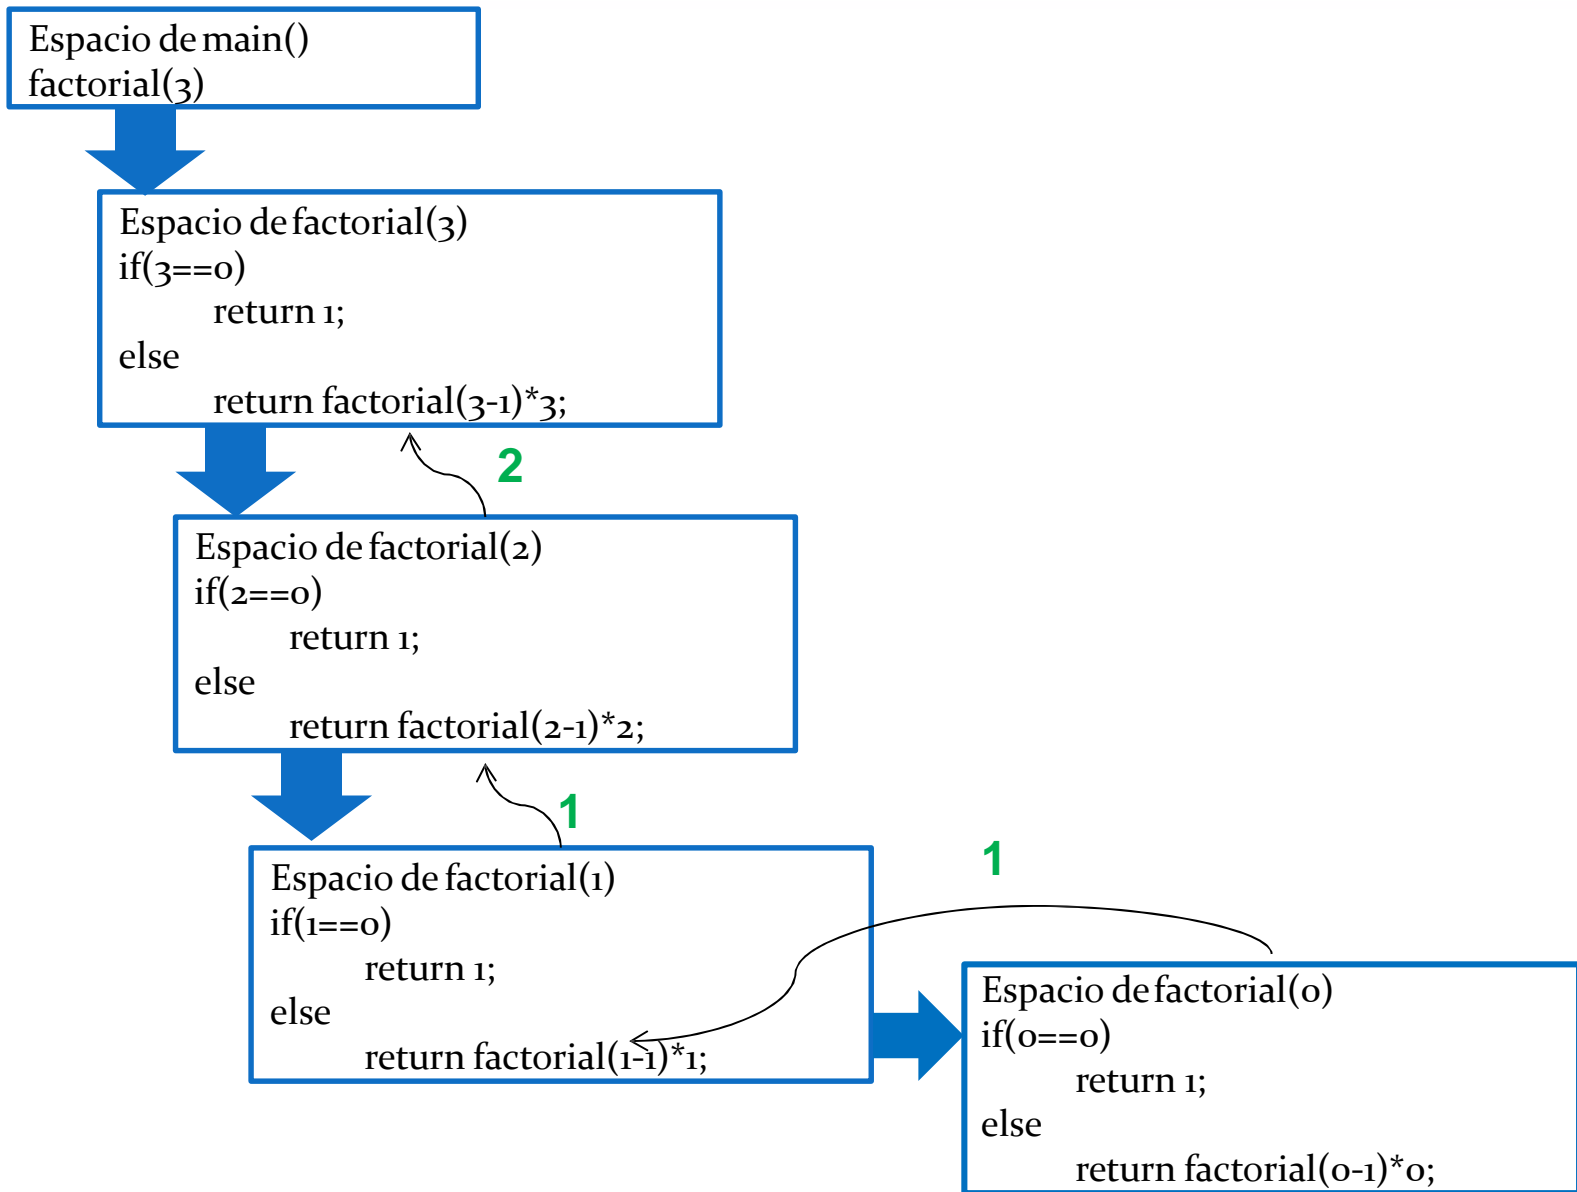 Espacio de main()
factorial(3)
Espacio de factorial(3)
if(3==0)
return 1;
else
return factorial(3-1)*3;
2
Espacio de factorial(2)
if(2==0)
return 1;
else
return factorial(2-1)*2;
1
Espacio de factorial(1)
if(1==0)
return 1;
else
return factorial(1-1)*1;
1
Espacio de factorial(0)
if(0==0)
return 1;
else
return factorial(0-1)*0;